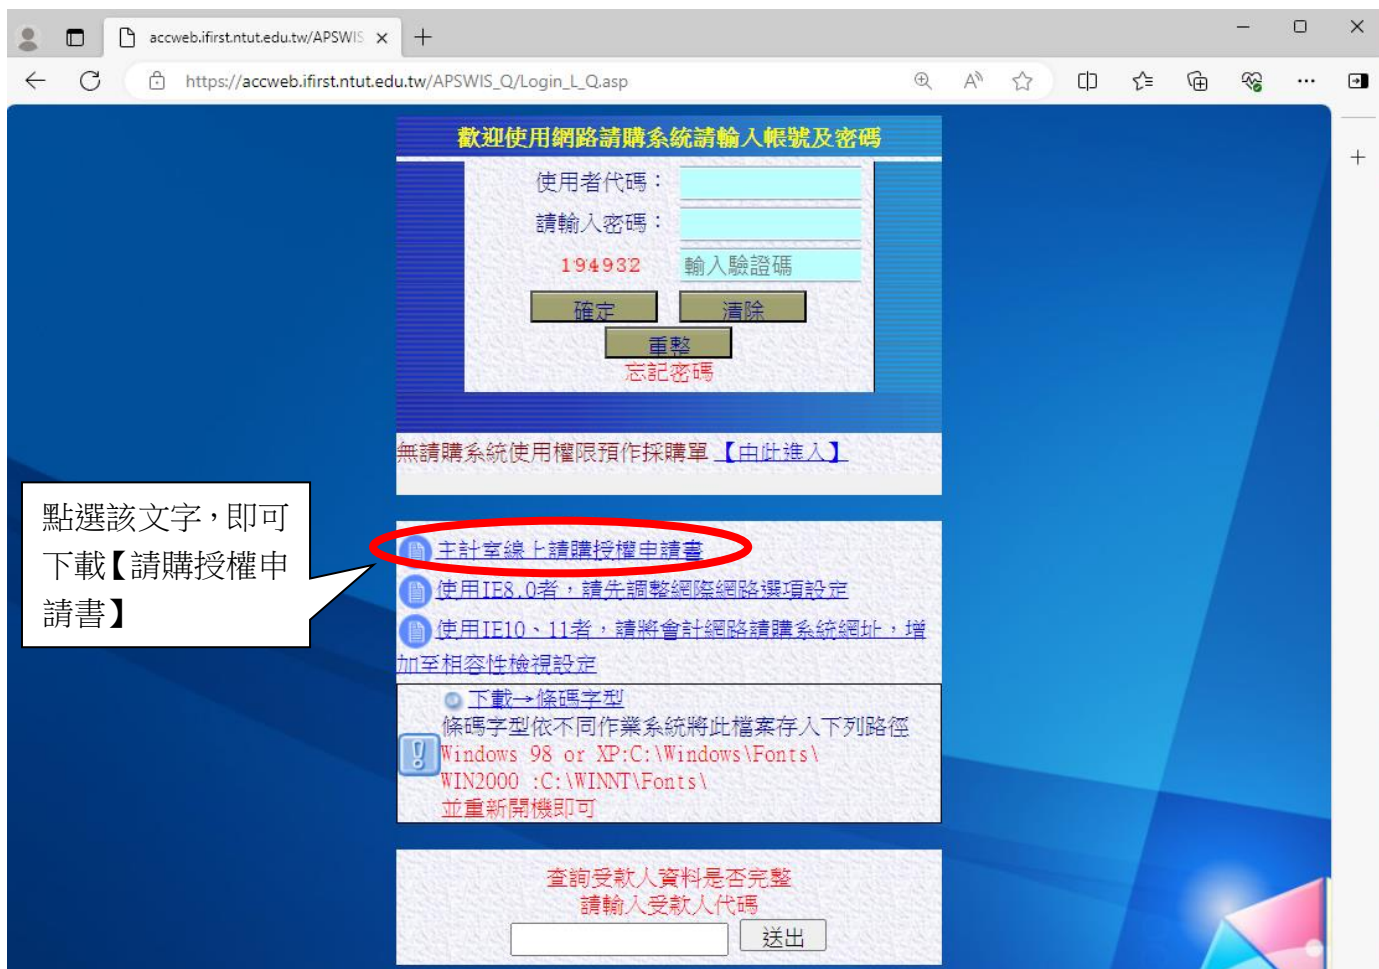 accweb.ifirst.ntut.edu.tw/APSWIS
https://accweb.ifirst.ntut.edu.tw/APSWIS_Q/Login_L_Q.asp
歡迎使用網路請購系統請輸入帳號及密碼
使用者代碼：
請輸入密碼：
194932 輸入驗證碼
確定 清除
重整
忘記密碼
無請購系統使用權限預作採購單【由此進入】
點選該文字，即可
下載【請購授權申
請書】
主計室線上請購授權申請書
使用IE8.0者，請先調整網際網路選項設定
使用IE10、11者，請將會計網路請購系統網址，增
加至相容性檢視設定
下載→條碼字型
條碼字型依不同作業系統將此檔案存入下列路徑
Windows 98 or XP:C:\Windows\Fonts\
WIN2000 :C:\WINNT\Fonts\
並重新開機即可
查詢受款人資料是否完整
請輸入受款人代碼
送出